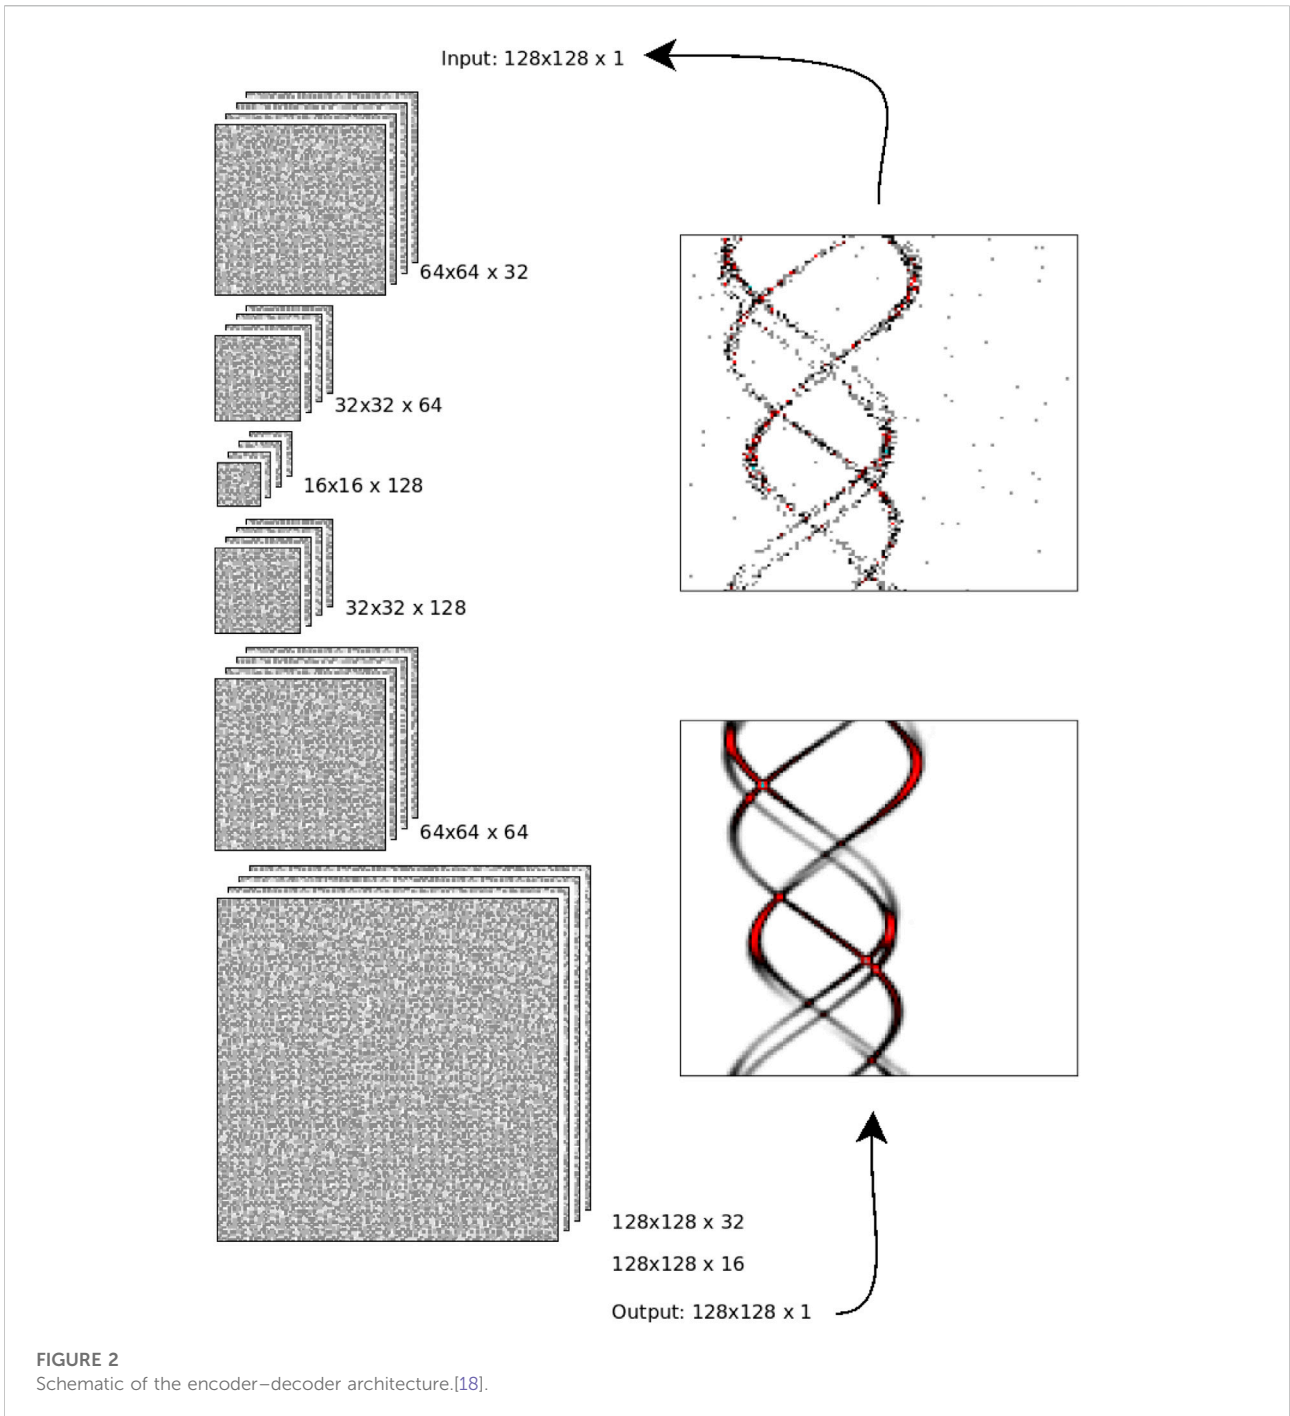 Input: 128x128 x 1
64x64 x 32
32x32 x 64
16x16 x 128
32x32 x 128
64x64 x 64
128x128 x 32
128x128 x 16
Output: 128x128 x 1
FIGURE 2
Schematic of the encoder–decoder architecture.[18].